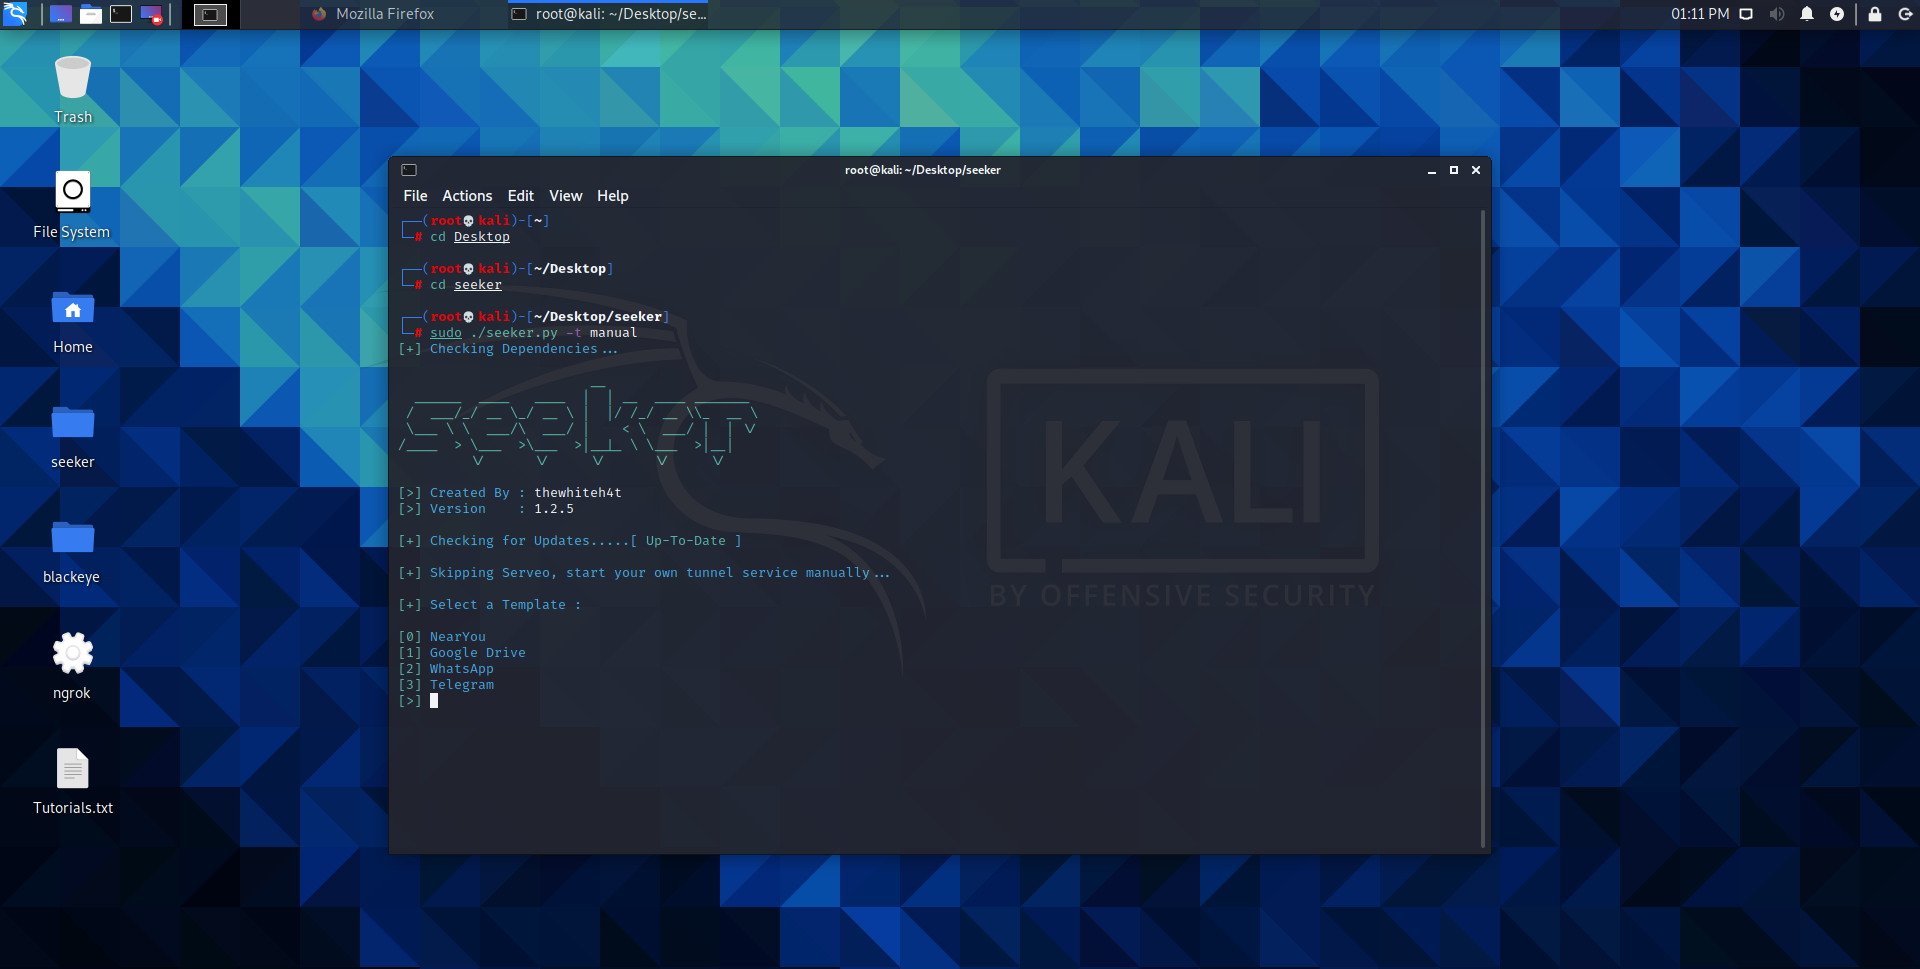 Mozilla Firefox
root@kali: ~/Desktop/se...
01:11 PM
Trash
File System
Home
seeker
blackeye
ngrok
Tutorials.txt
root@kali: ~/Desktop/seeker
File Actions Edit View Help
(root💀kali)-[~]
# cd Desktop
(root💀kali)-[~/Desktop]
# cd seeker
(root💀kali)-[~/Desktop/seeker]
# sudo ./seeker.py -t manual
[+] Checking Dependencies...
seeker
[>] Created By : thewhiteh4t
[>] Version    : 1.2.5
[+] Checking for Updates.....[ Up-To-Date ]
[+] Skipping Serveo, start your own tunnel service manually...
[+] Select a Template :
[0] NearYou
[1] Google Drive
[2] WhatsApp
[3] Telegram
[>]
KALI
BY OFFENSIVE SECURITY